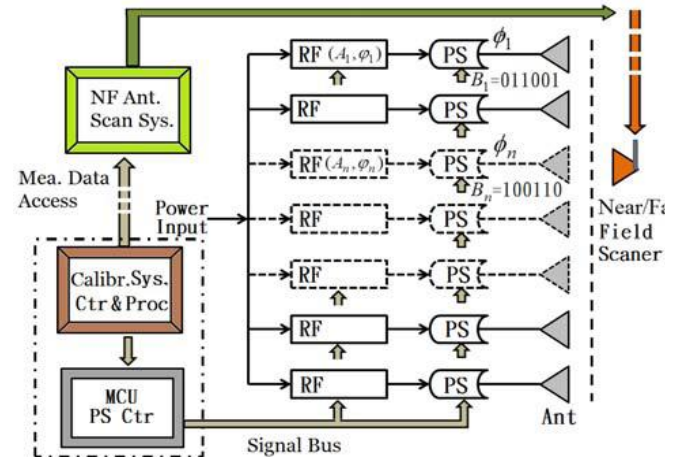 RF (A₁,φ₁)
PS
ϕ₁
B₁=011001
NF Ant.
Scan Sys.
RF
PS
RF(Aₙ,φₙ)
PS
ϕₙ
Bₙ=100110
Mea. Data
Access
Power
Input
RF
PS
Near/Fa
Field
Scaner
Calibr.Sys.
Ctr&Proc
RF
PS
RF
PS
MCU
PS Ctr
RF
PS
Ant
Signal Bus